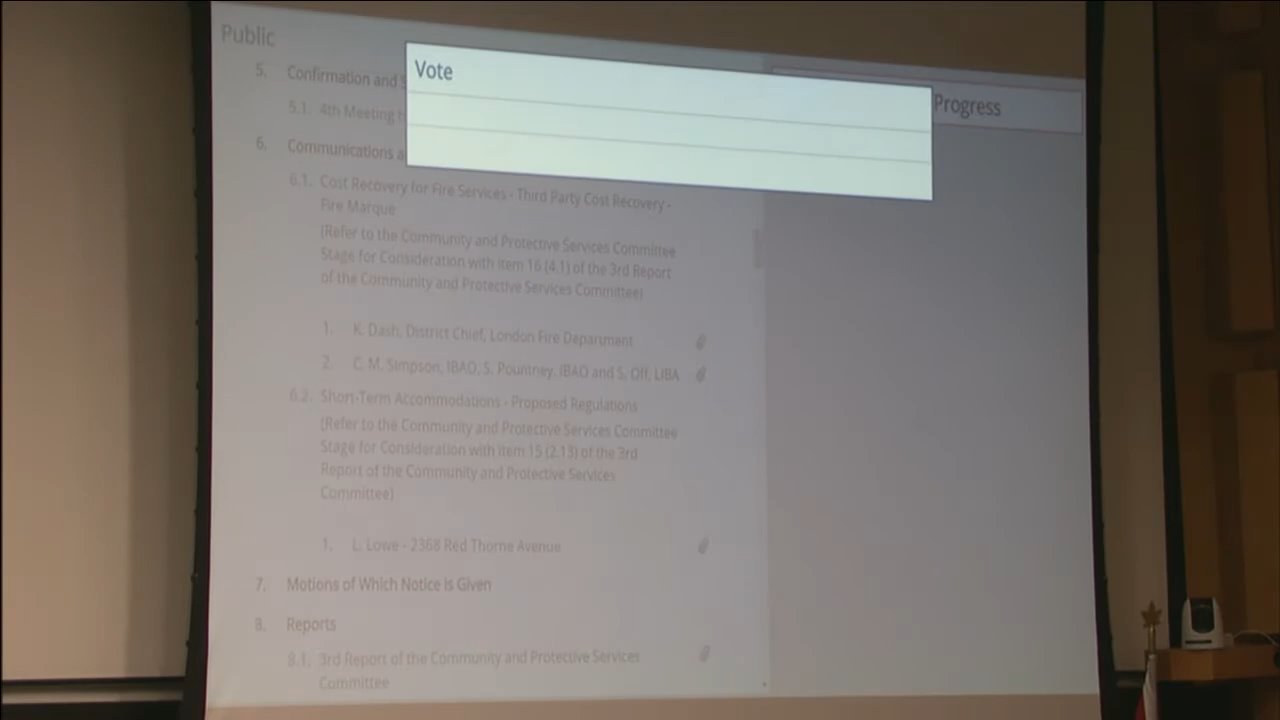 Public
Vote
Progress
5. Confirmation and
5.1. 4th Meeting
6. Communications a
6.1. Cost Recovery for Fire Services - Third Party Cost Recovery -
Fire Marque
(Refer to the Community and Protective Services Committee
Stage for Consideration with Item 16 (4.1) of the 3rd Report
of the Community and Protective Services Committee)
1. K. Dash, District Chief, London Fire Department
2. C. M. Simpson, IBAO, S. Pountney, IBAO and S. Off, LIBA
6.2. Short-Term Accommodations - Proposed Regulations
(Refer to the Community and Protective Services Committee
Stage for Consideration with Item 15 (2.13) of the 3rd
Report of the Community and Protective Services
Committee)
1. L. Lowe - 2368 Red Thorne Avenue
7. Motions of Which Notice is Given
8. Reports
8.1. 3rd Report of the Community and Protective Services
Committee